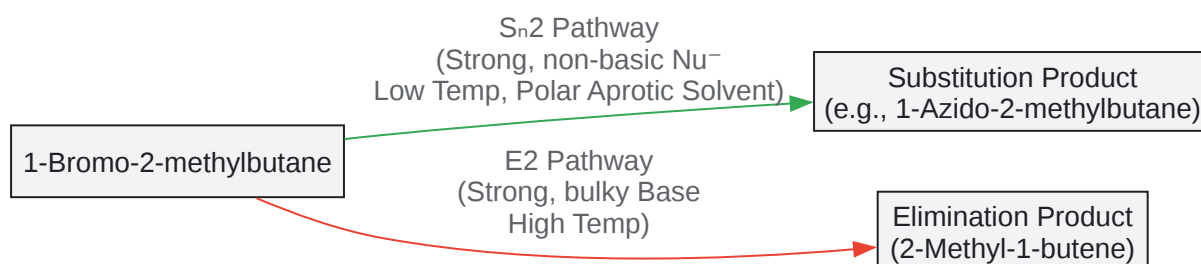 Sₙ2 Pathway
(Strong, non-basic Nu⁻
Low Temp, Polar Aprotic Solvent)
Substitution Product
(e.g., 1-Azido-2-methylbutane)
1-Bromo-2-methylbutane
E2 Pathway
(Strong, bulky Base
High Temp)
Elimination Product
(2-Methyl-1-butene)